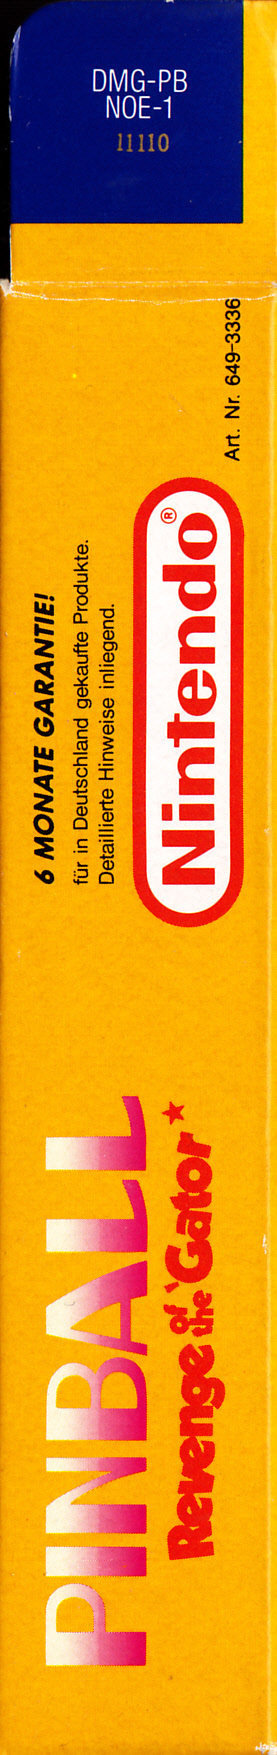 DMG-PB
NOE-1
11110
Art. Nr. 649-3336
6 MONATE GARANTIE!
für in Deutschland gekaufte Produkte.
Detaillierte Hinweise inliegend.
Nintendo®
PINBALL
Revenge of the 'Gator★